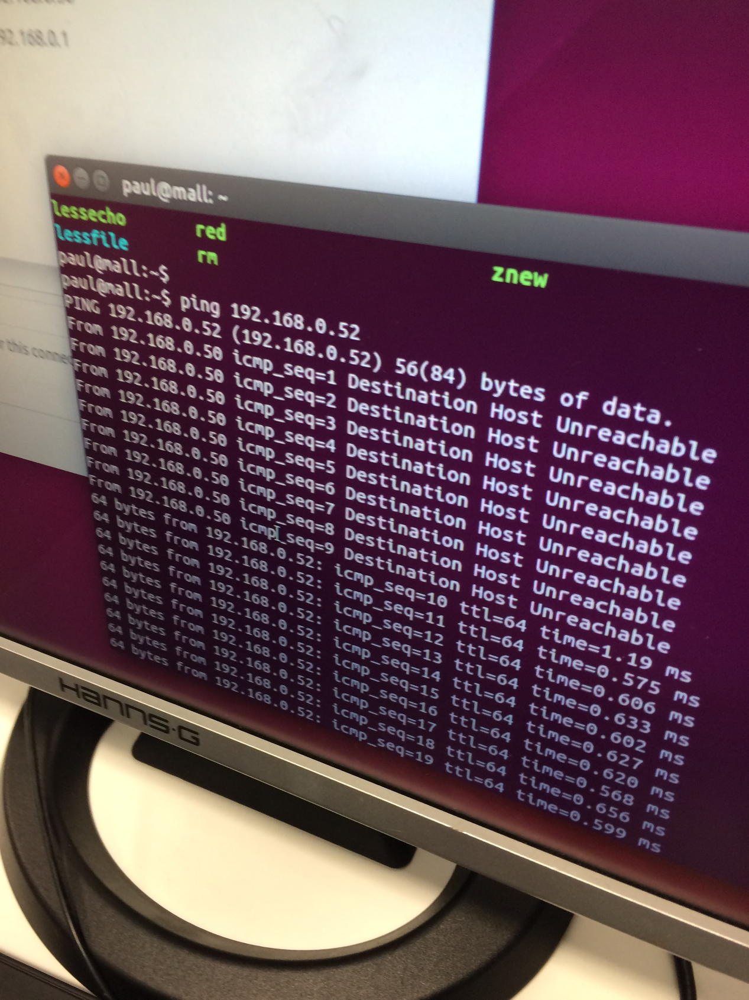 92.168.0.1
paul@mall: ~
lessecho red
lessfile rm znew
paul@mall:~$
paul@mall:~$ ping 192.168.0.52
PING 192.168.0.52 (192.168.0.52) 56(84) bytes of data.
From 192.168.0.50 icmp_seq=1 Destination Host Unreachable
From 192.168.0.50 icmp_seq=2 Destination Host Unreachable
From 192.168.0.50 icmp_seq=3 Destination Host Unreachable
From 192.168.0.50 icmp_seq=4 Destination Host Unreachable
From 192.168.0.50 icmp_seq=5 Destination Host Unreachable
From 192.168.0.50 icmp_seq=6 Destination Host Unreachable
From 192.168.0.50 icmp_seq=7 Destination Host Unreachable
From 192.168.0.50 icmp_seq=8 Destination Host Unreachable
From 192.168.0.50 icmp_seq=9 Destination Host Unreachable
64 bytes from 192.168.0.52: icmp_seq=10 ttl=64 time=1.19 ms
64 bytes from 192.168.0.52: icmp_seq=11 ttl=64 time=0.575 ms
64 bytes from 192.168.0.52: icmp_seq=12 ttl=64 time=0.606 ms
64 bytes from 192.168.0.52: icmp_seq=13 ttl=64 time=0.633 ms
64 bytes from 192.168.0.52: icmp_seq=14 ttl=64 time=0.602 ms
64 bytes from 192.168.0.52: icmp_seq=15 ttl=64 time=0.627 ms
64 bytes from 192.168.0.52: icmp_seq=16 ttl=64 time=0.620 ms
64 bytes from 192.168.0.52: icmp_seq=17 ttl=64 time=0.568 ms
64 bytes from 192.168.0.52: icmp_seq=18 ttl=64 time=0.656 ms
64 bytes from 192.168.0.52: icmp_seq=19 ttl=64 time=0.599 ms
this connec
HANNS·G